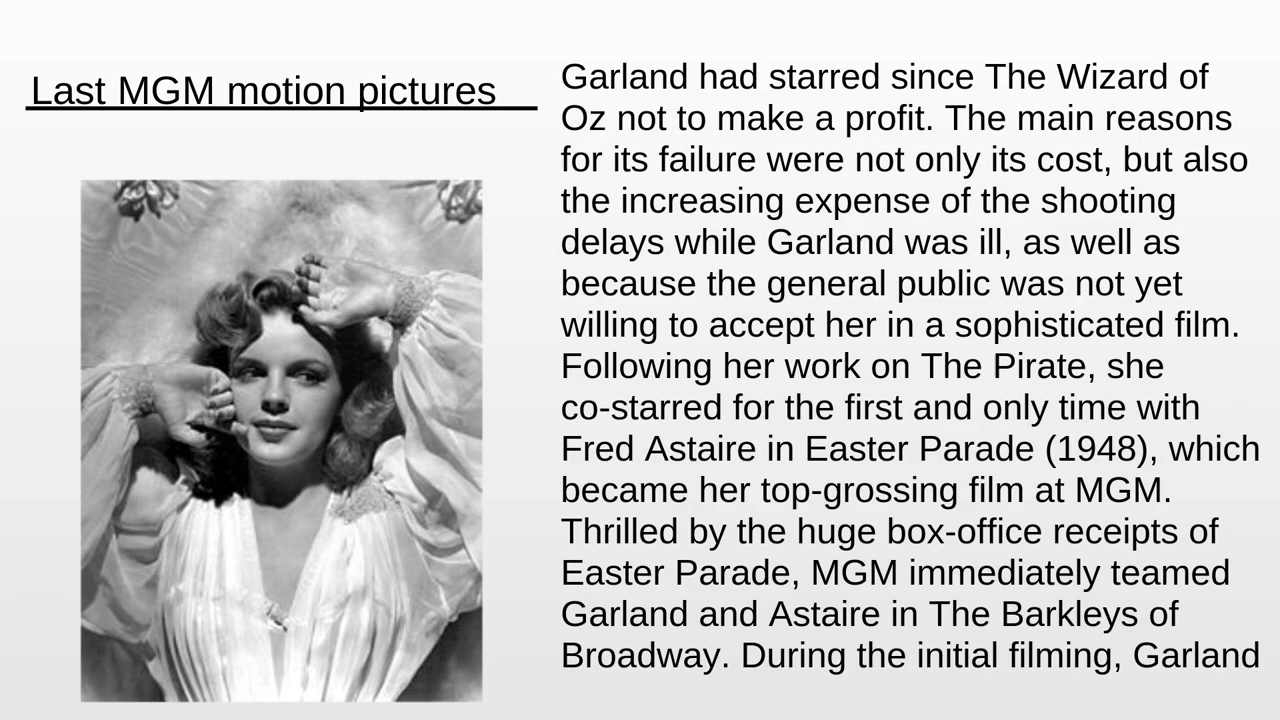 Last MGM motion pictures
Garland had starred since The Wizard of
Oz not to make a profit. The main reasons
for its failure were not only its cost, but also
the increasing expense of the shooting
delays while Garland was ill, as well as
because the general public was not yet
willing to accept her in a sophisticated film.
Following her work on The Pirate, she
co-starred for the first and only time with
Fred Astaire in Easter Parade (1948), which
became her top-grossing film at MGM.
Thrilled by the huge box-office receipts of
Easter Parade, MGM immediately teamed
Garland and Astaire in The Barkleys of
Broadway. During the initial filming, Garland